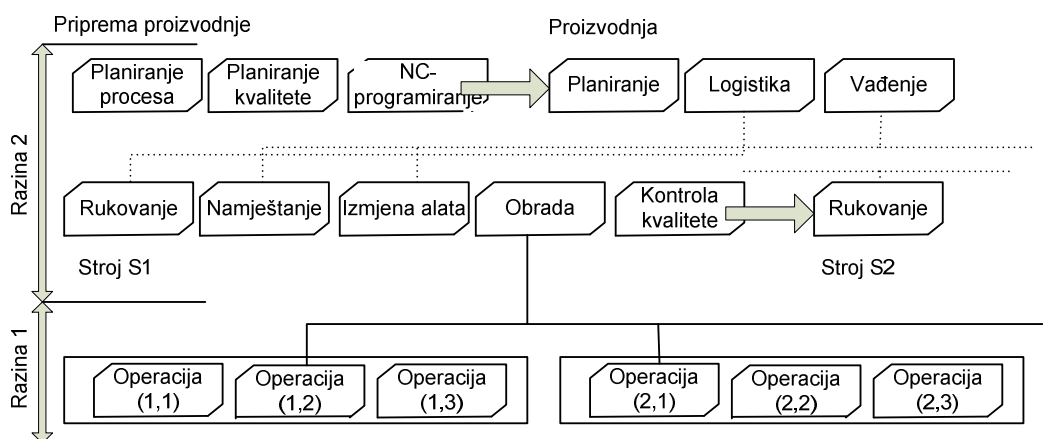 Priprema proizvodnje
Proizvodnja
Planiranje
procesa
Planiranje
kvalitete
NC-
programiranje
Planiranje
Logistika
Vađenje
Razina 2
Rukovanje
Namještanje
Izmjena alata
Obrada
Kontrola
kvalitete
Rukovanje
Stroj S1
Stroj S2
Razina 1
Operacija
(1,1)
Operacija
(1,2)
Operacija
(1,3)
Operacija
(2,1)
Operacija
(2,2)
Operacija
(2,3)